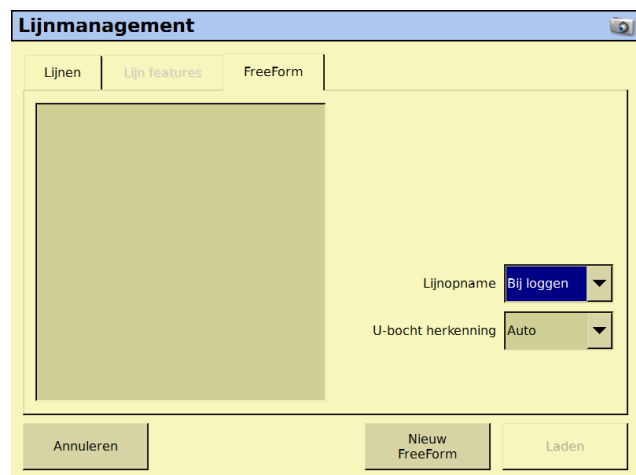 Lijnmanagement
Lijnen
Lijn features
FreeForm
Lijnopname
Bij loggen
U-bocht herkenning
Auto
Annuleren
Nieuw
FreeForm
Laden